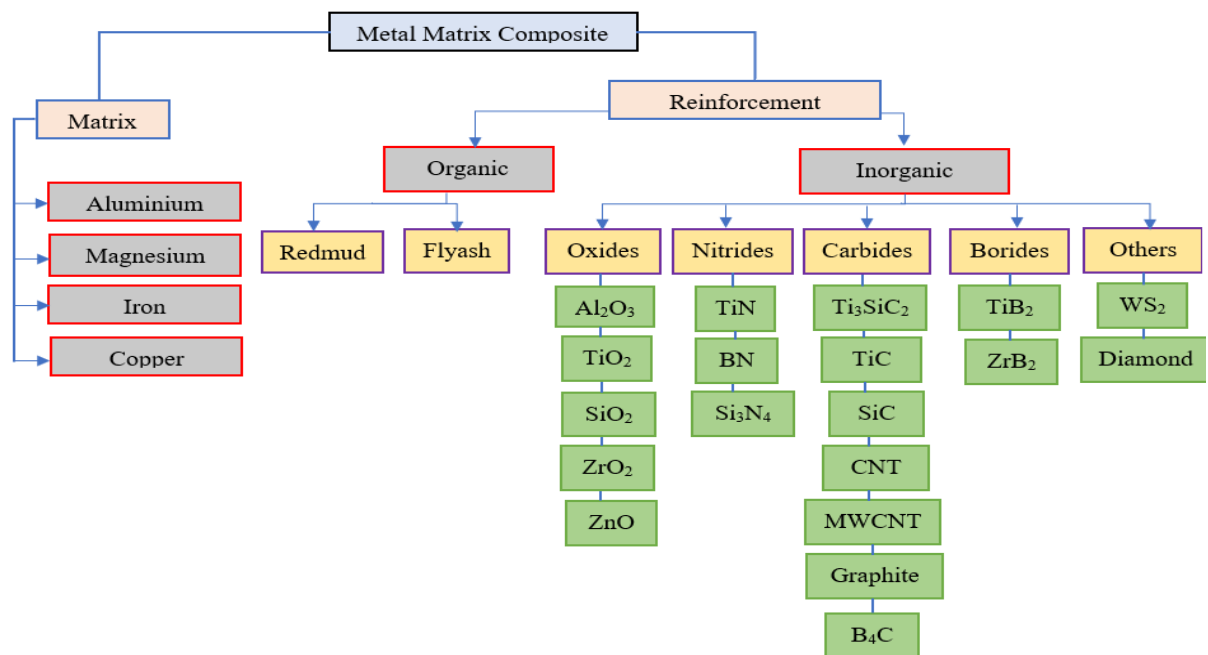 Metal Matrix Composite
Matrix
Aluminium
Magnesium
Iron
Copper
Reinforcement
Organic
Redmud
Flyash
Inorganic
Oxides
Al₂O₃
TiO₂
SiO₂
ZrO₂
ZnO
Nitrides
TiN
BN
Si₃N₄
Carbides
Ti₃SiC₂
TiC
SiC
CNT
MWCNT
Graphite
B₄C
Borides
TiB₂
ZrB₂
Others
WS₂
Diamond